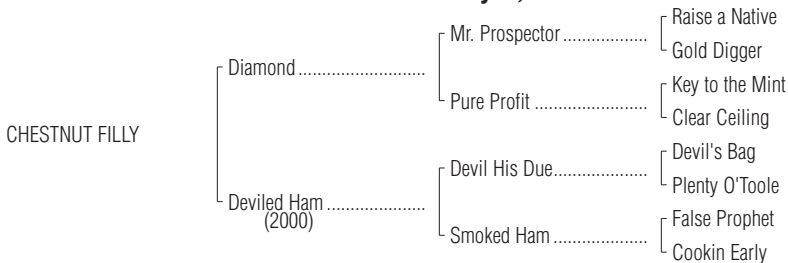 Raise a Native
Mr. Prospector ....................
Gold Digger
Diamond ..........................
Key to the Mint
Pure Profit .......................
Clear Ceiling
CHESTNUT FILLY
Devil's Bag
Devil His Due...................
Plenty O'Toole
Deviled Ham ....................
(2000)
False Prophet
Smoked Ham ...................
Cookin Early